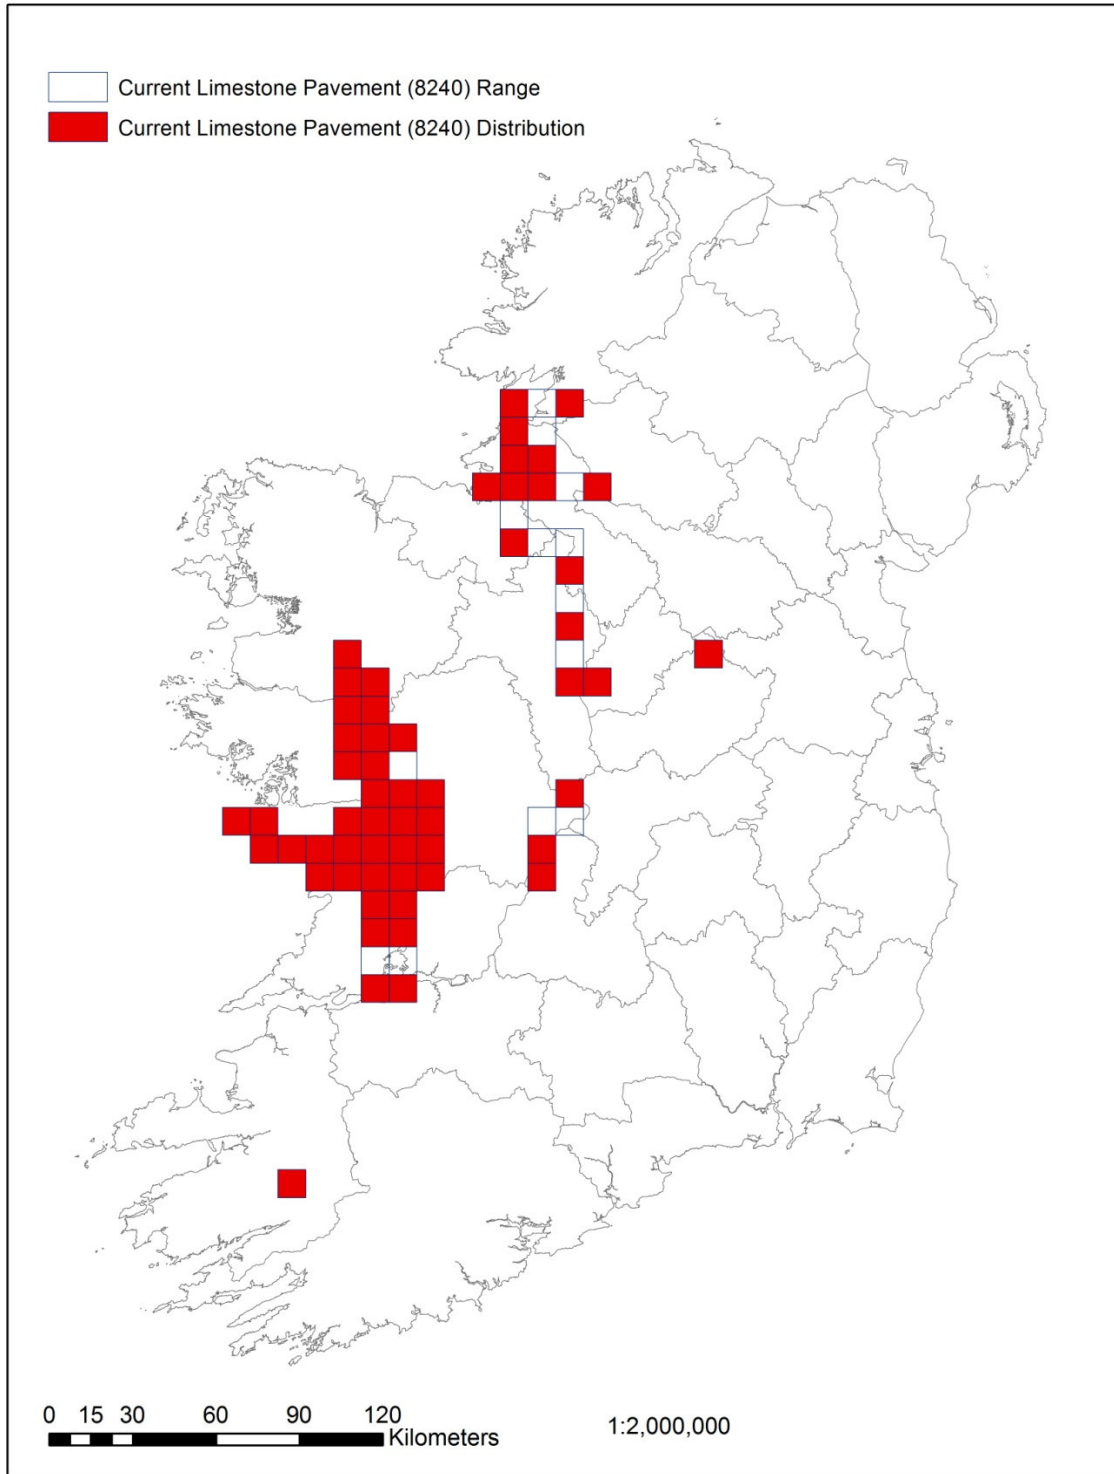 Current Limestone Pavement (8240) Range
Current Limestone Pavement (8240) Distribution
0 15 30 60 90 120
Kilometers
1:2,000,000